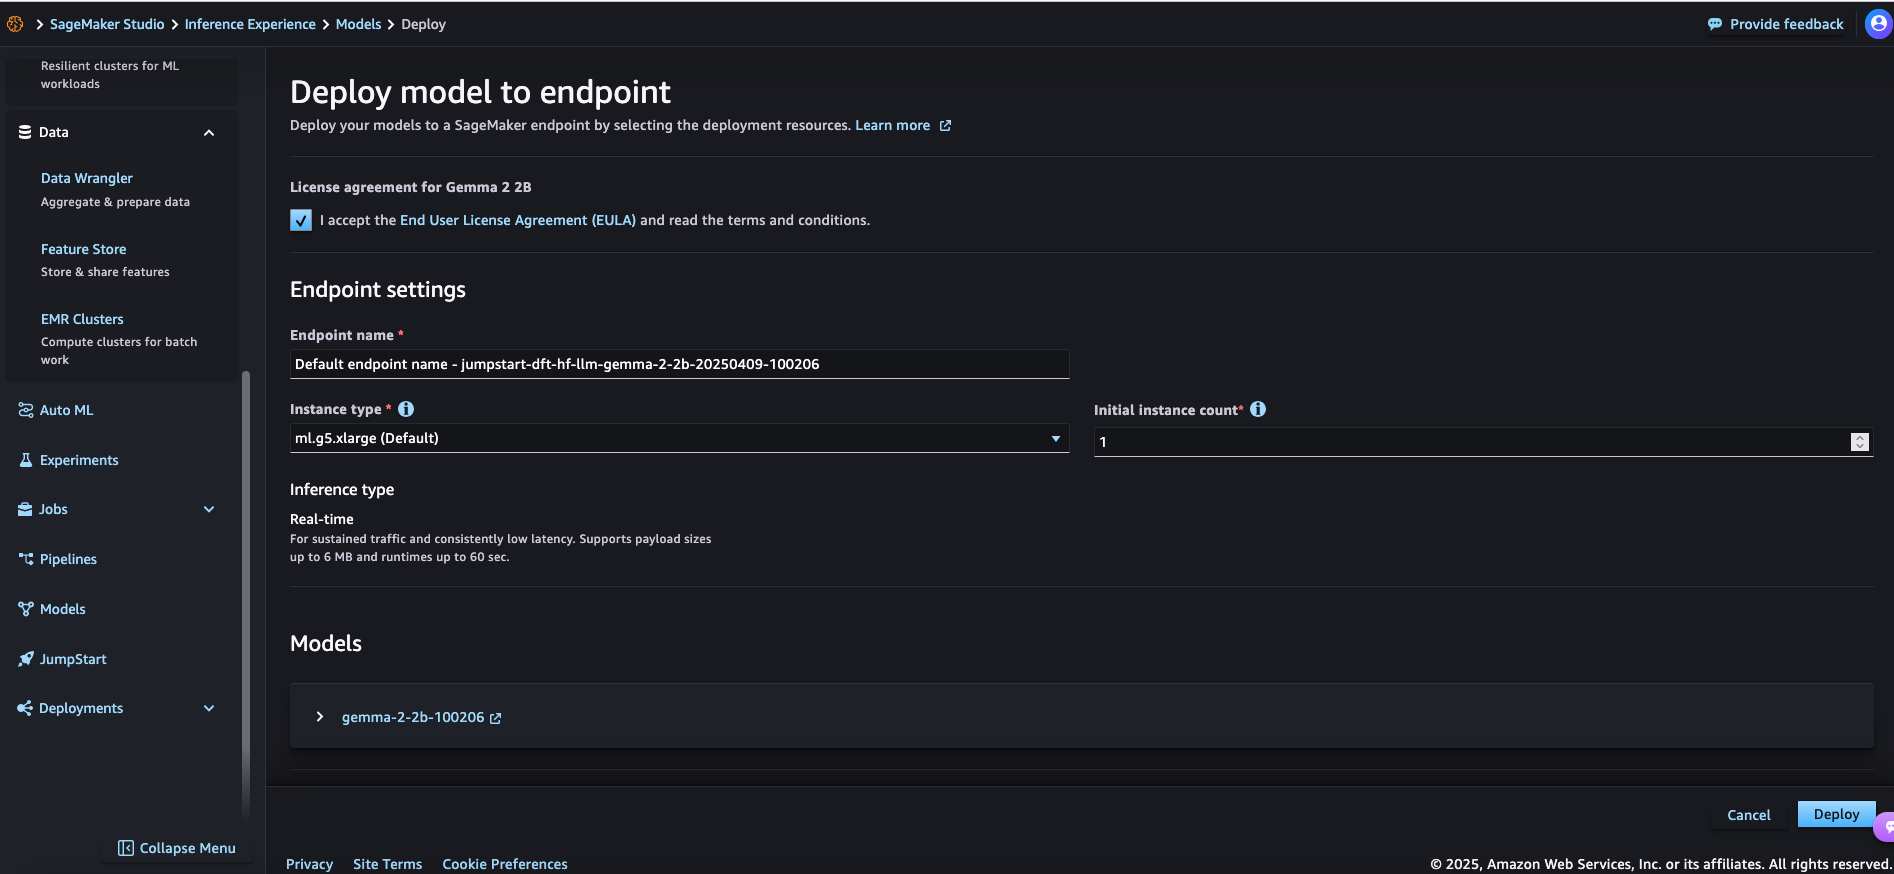 SageMaker Studio > Inference Experience > Models > Deploy
Provide feedback
Resilient clusters for ML
workloads
Data
Data Wrangler
Aggregate & prepare data
Feature Store
Store & share features
EMR Clusters
Compute clusters for batch
work
Auto ML
Experiments
Jobs
Pipelines
Models
JumpStart
Deployments
Collapse Menu
Deploy model to endpoint
Deploy your models to a SageMaker endpoint by selecting the deployment resources. Learn more
License agreement for Gemma 2 2B
I accept the End User License Agreement (EULA) and read the terms and conditions.
Endpoint settings
Endpoint name *
Default endpoint name - jumpstart-dft-hf-llm-gemma-2-2b-20250409-100206
Instance type *
ml.g5.xlarge (Default)
Initial instance count*
1
Inference type
Real-time
For sustained traffic and consistently low latency. Supports payload sizes
up to 6 MB and runtimes up to 60 sec.
Models
gemma-2-2b-100206
Cancel
Deploy
Privacy
Site Terms
Cookie Preferences
© 2025, Amazon Web Services, Inc. or its affiliates. All rights reserved.